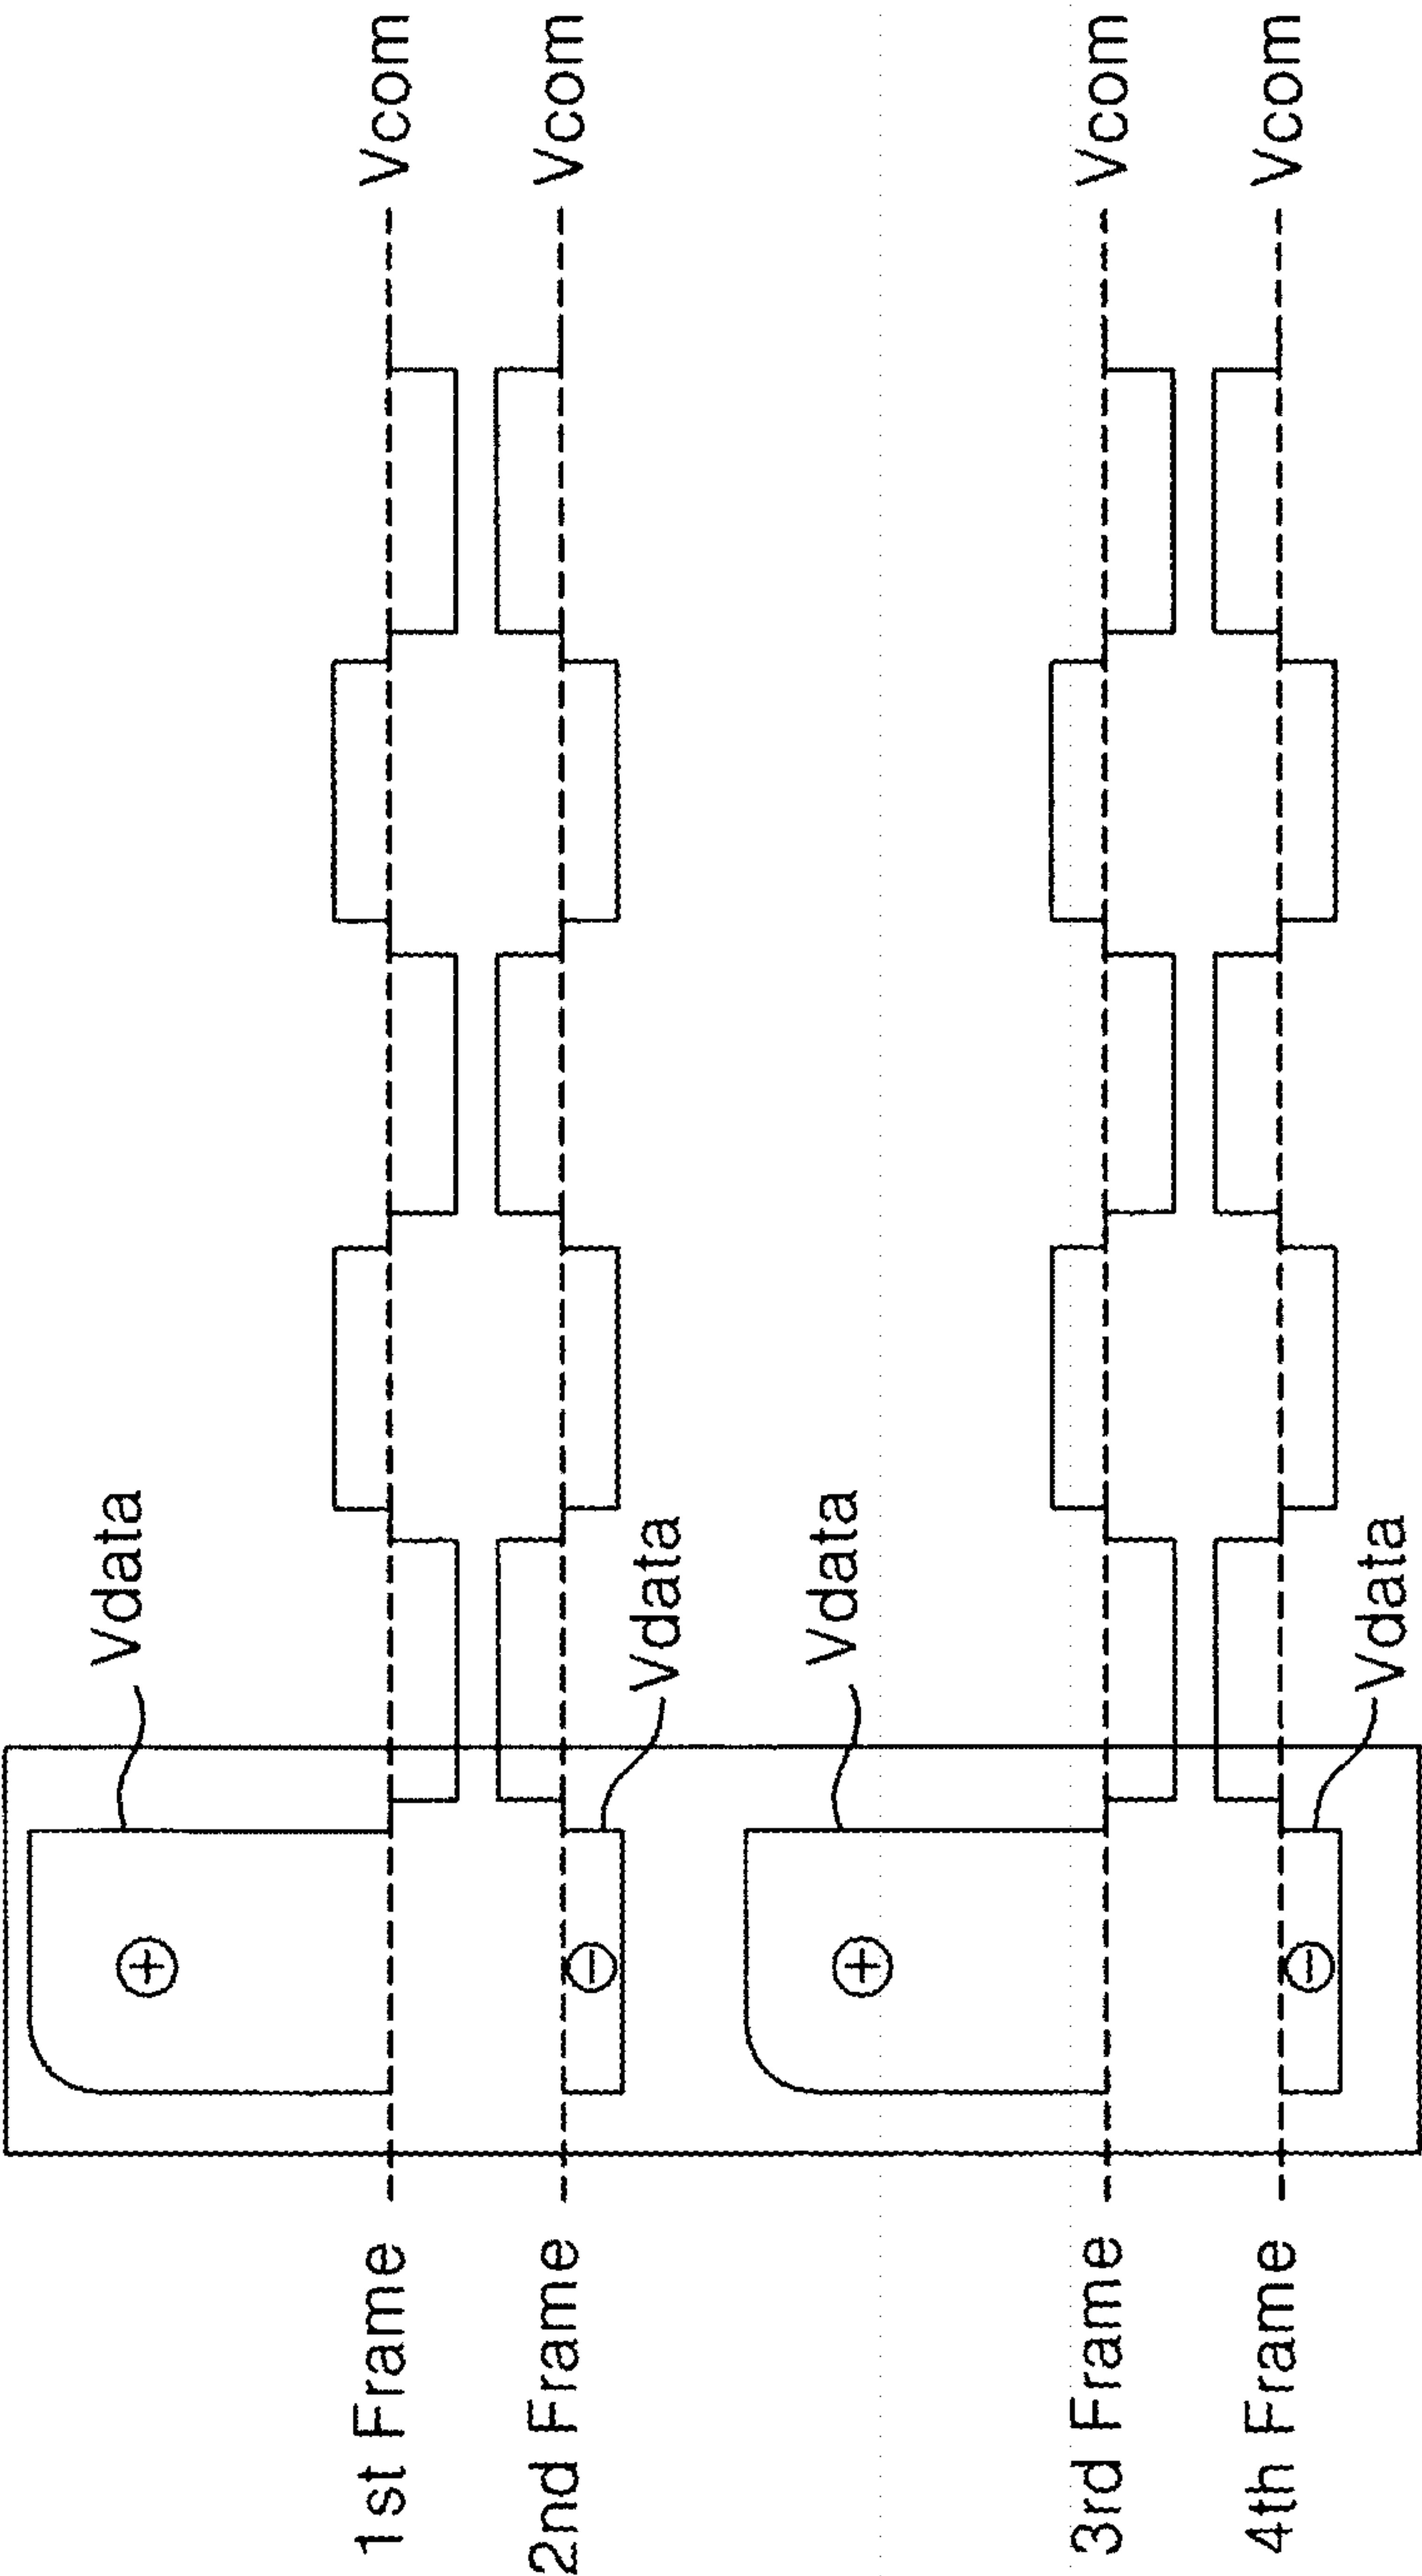 Vdata
1st Frame
Vcom
2nd Frame
Vcom
Vdata
Vdata
3rd Frame
Vcom
4th Frame
Vcom
Vdata